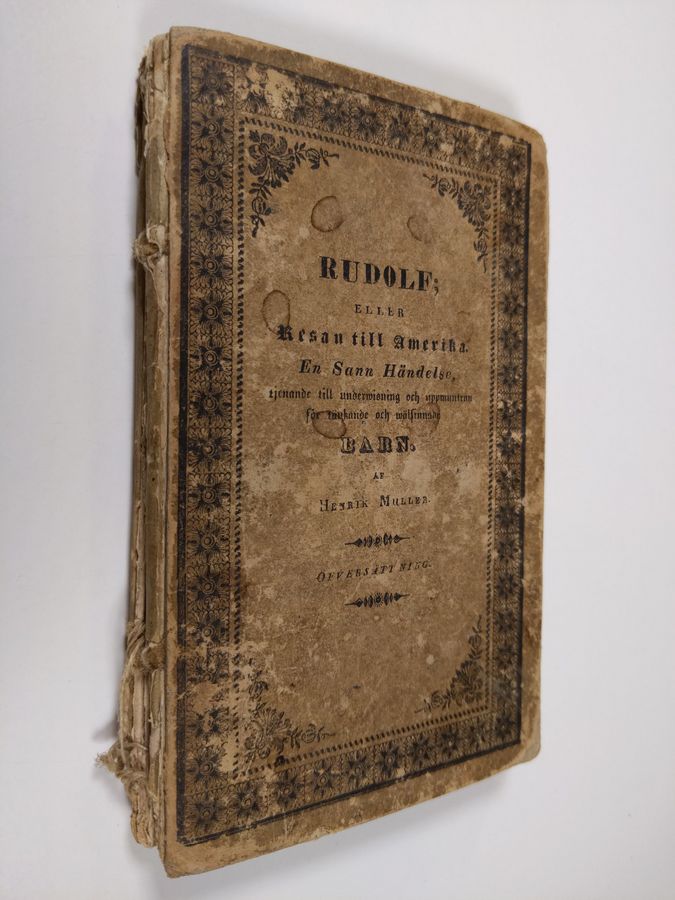 RUDOLF;
ELLER
Resan till Amerika.
En Sann Händelse,
tjenande till underwisning och uppmuntran
för tänkande och wälsinnade
BARN.
AF
HENRIK MULLER.
ÖFVERSÄTTNING.